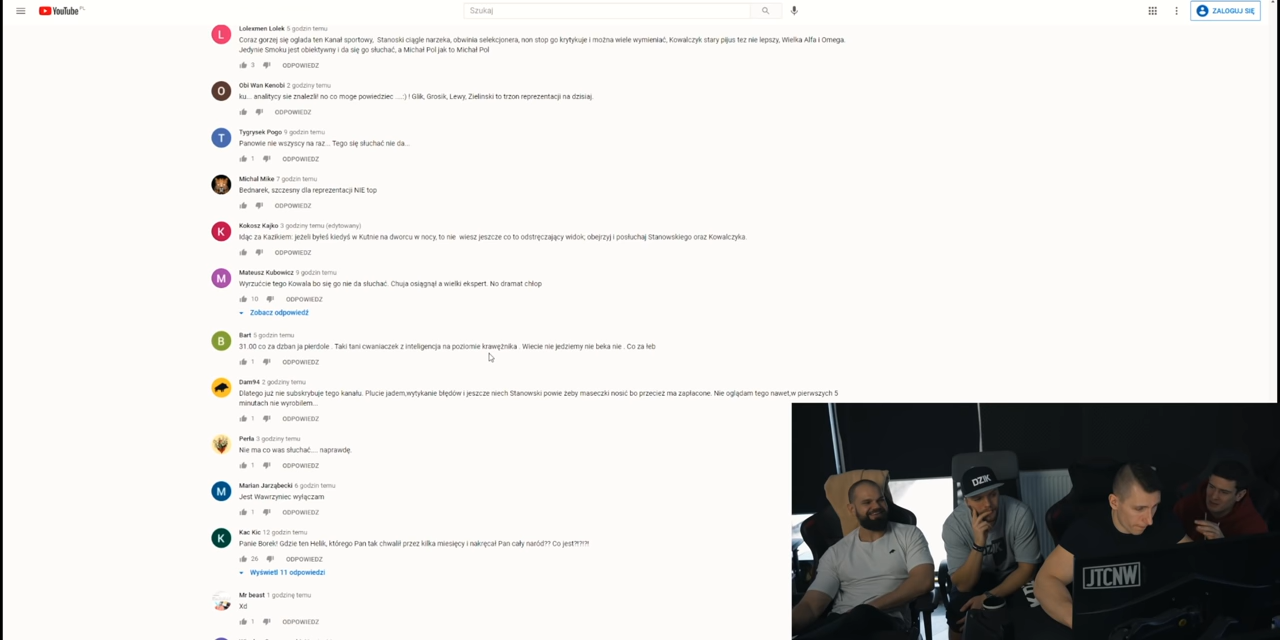 YouTube PL
Szukaj
ZALOGUJ SIĘ
L
Lolexmen Lolek 5 godzin temu
Coraz gorzej się oglada ten Kanał sportowy, Stanoski ciągle narzeka, obwinia selekcjonera, non stop go krytykuje i można wiele wymieniać, Kowalczyk stary pijus tez nie lepszy, Wielka Alfa i Omega.
Jedynie Smoku jest obiektywny i da się go słuchać, a Michał Pol jak to Michał Pol
3 ODPOWIEDZ
O
Obi Wan Kenobi 2 godziny temu
ku... analitycy sie znalezli! no co moge powiedziec ....:) ! Glik, Grosik, Lewy, Zielinski to trzon reprezentacji na dzisiaj.
ODPOWIEDZ
T
Tygrysek Pogo 9 godzin temu
Panowie nie wszyscy na raz... Tego się słuchać nie da...
1 ODPOWIEDZ
Michał Mike 7 godzin temu
Bednarek, szczesny dla reprezentacji NIE top
ODPOWIEDZ
K
Kokosz Kajko 3 godziny temu (edytowany)
Idąc za Kazikiem: jeżeli byłeś kiedyś w Kutnie na dworcu w nocy, to nie wiesz jeszcze co to odstręczający widok; obejrzyj i posłuchaj Stanowskiego oraz Kowalczyka.
ODPOWIEDZ
M
Mateusz Kubowicz 9 godzin temu
Wyrzućcie tego Kowala bo się go nie da słuchać. Chuja osiągnął a wielki ekspert. No dramat chłop
10 ODPOWIEDZ
Zobacz odpowiedź
B
Bart 5 godzin temu
31.00 co za dzban ja pierdole . Taki tani cwaniaczek z inteligencja na poziomie krawężnika . Wiecie nie jedziemy nie beka nie . Co za łeb
1 ODPOWIEDZ
Dam94 2 godziny temu
Dlatego już nie subskrybuje tego kanału. Plucie jadem,wytykanie błędów i jeszcze niech Stanowski powie żeby maseczki nosić bo przecież ma zapłacone. Nie oglądam tego nawet,w pierwszych 5
minutach nie wyrobiłem...
1 ODPOWIEDZ
Perła 3 godziny temu
Nie ma co was słuchać.... naprawdę.
1 ODPOWIEDZ
M
Marian Jarząbecki 6 godzin temu
Jest Wawrzyniec wyłączam
1 ODPOWIEDZ
K
Kac Kic 12 godzin temu
Panie Borek! Gdzie ten Helik, którego Pan tak chwalił przez kilka miesięcy i nakręcał Pan cały naród?? Co jest?!?!?!
26 ODPOWIEDZ
Wyświetl 11 odpowiedzi
Mr beast 1 godzinę temu
Xd
1 ODPOWIEDZ
DZIK
JTCNW